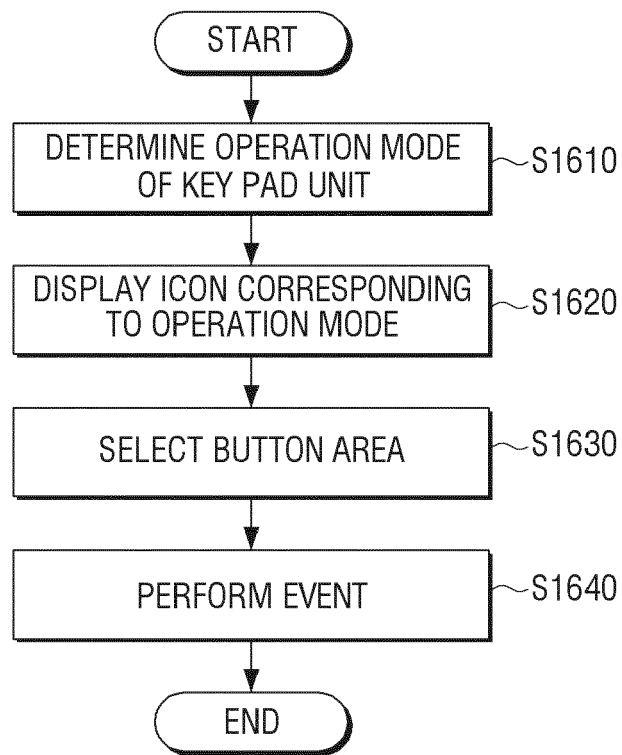 START
DETERMINE OPERATION MODE
OF KEY PAD UNIT
S1610
DISPLAY ICON CORRESPONDING
TO OPERATION MODE
S1620
SELECT BUTTON AREA
S1630
PERFORM EVENT
S1640
END